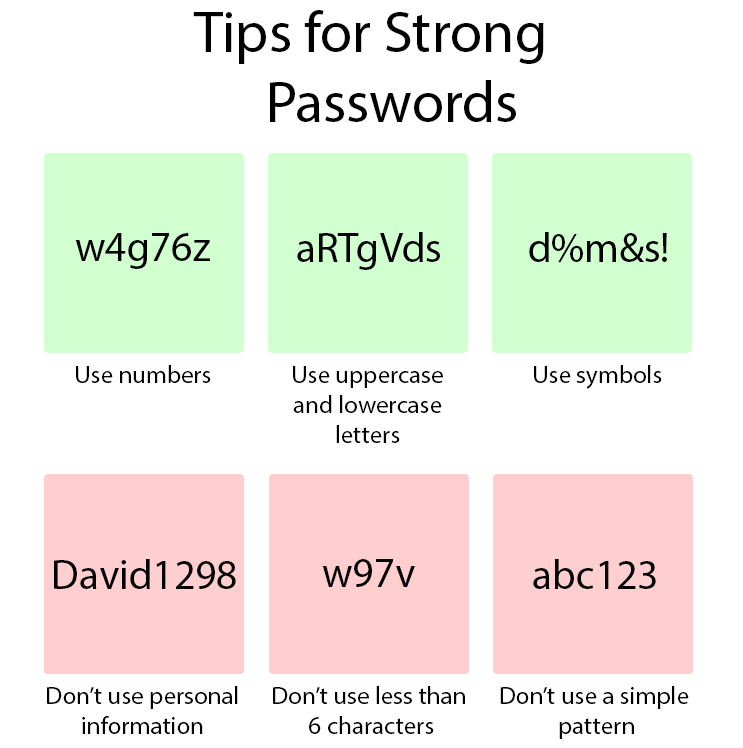 Tips for Strong
Passwords
w4g76z
aRTgVds
d%m&s!
Use numbers
Use uppercase
and lowercase
letters
Use symbols
David1298
w97v
abc123
Don’t use personal
information
Don’t use less than
6 characters
Don’t use a simple
pattern